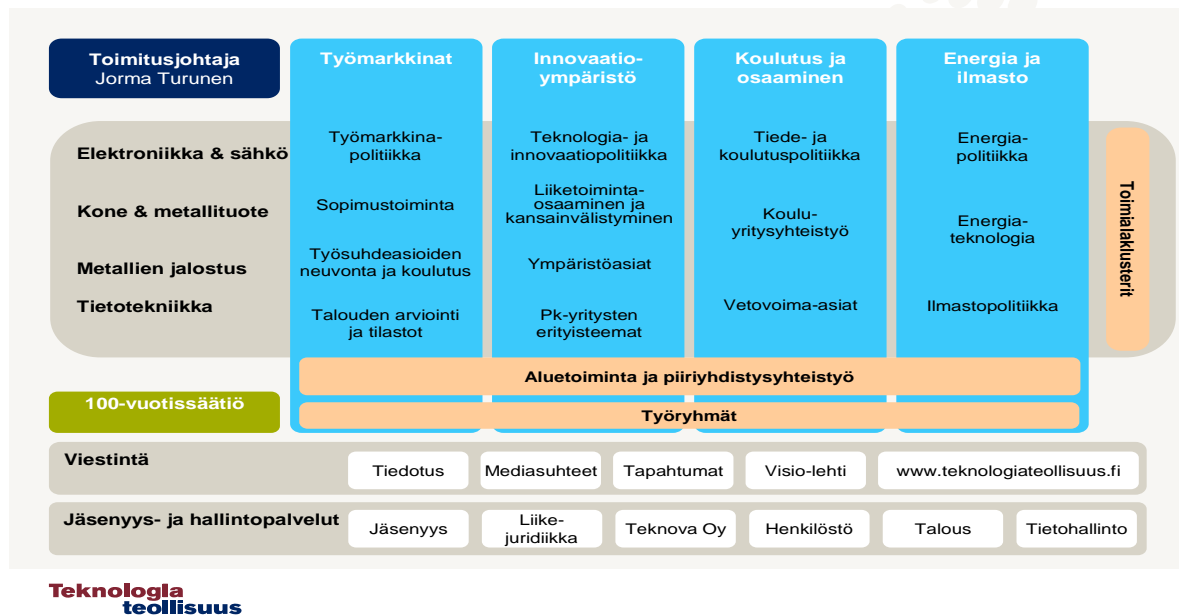 Toimitusjohtaja
Jorma Turunen
Työmarkkinat
Innovaatio-
ympäristö
Koulutus ja
osaaminen
Energia ja
ilmasto
Elektroniikka & sähkö
Kone & metallituote
Metallien jalostus
Tietotekniikka
Työmarkkina-
politiikka
Sopimustoiminta
Työsuhdeasioiden
neuvonta ja koulutus
Talouden arviointi
ja tilastot
Teknologia- ja
innovaatiopolitiikka
Liiketoiminta-
osaaminen ja
kansainvälistyminen
Ympäristöasiat
Pk-yritysten
erityisteemat
Tiede- ja
koulutuspolitiikka
Koulu-
yritysyhteistyö
Vetovoima-asiat
Energia-
politiikka
Energia-
teknologia
Ilmastopolitiikka
Toimialaklusterit
Aluetoiminta ja piiriyhdistysyhteistyö
Työryhmät
100-vuotissäätiö
Viestintä
Tiedotus
Mediasuhteet
Tapahtumat
Visio-lehti
www.teknologiateollisuus.fi
Jäsenyys- ja hallintopalvelut
Jäsenyys
Liike-
juridiikka
Teknova Oy
Henkilöstö
Talous
Tietohallinto
Teknologia
teollisuus